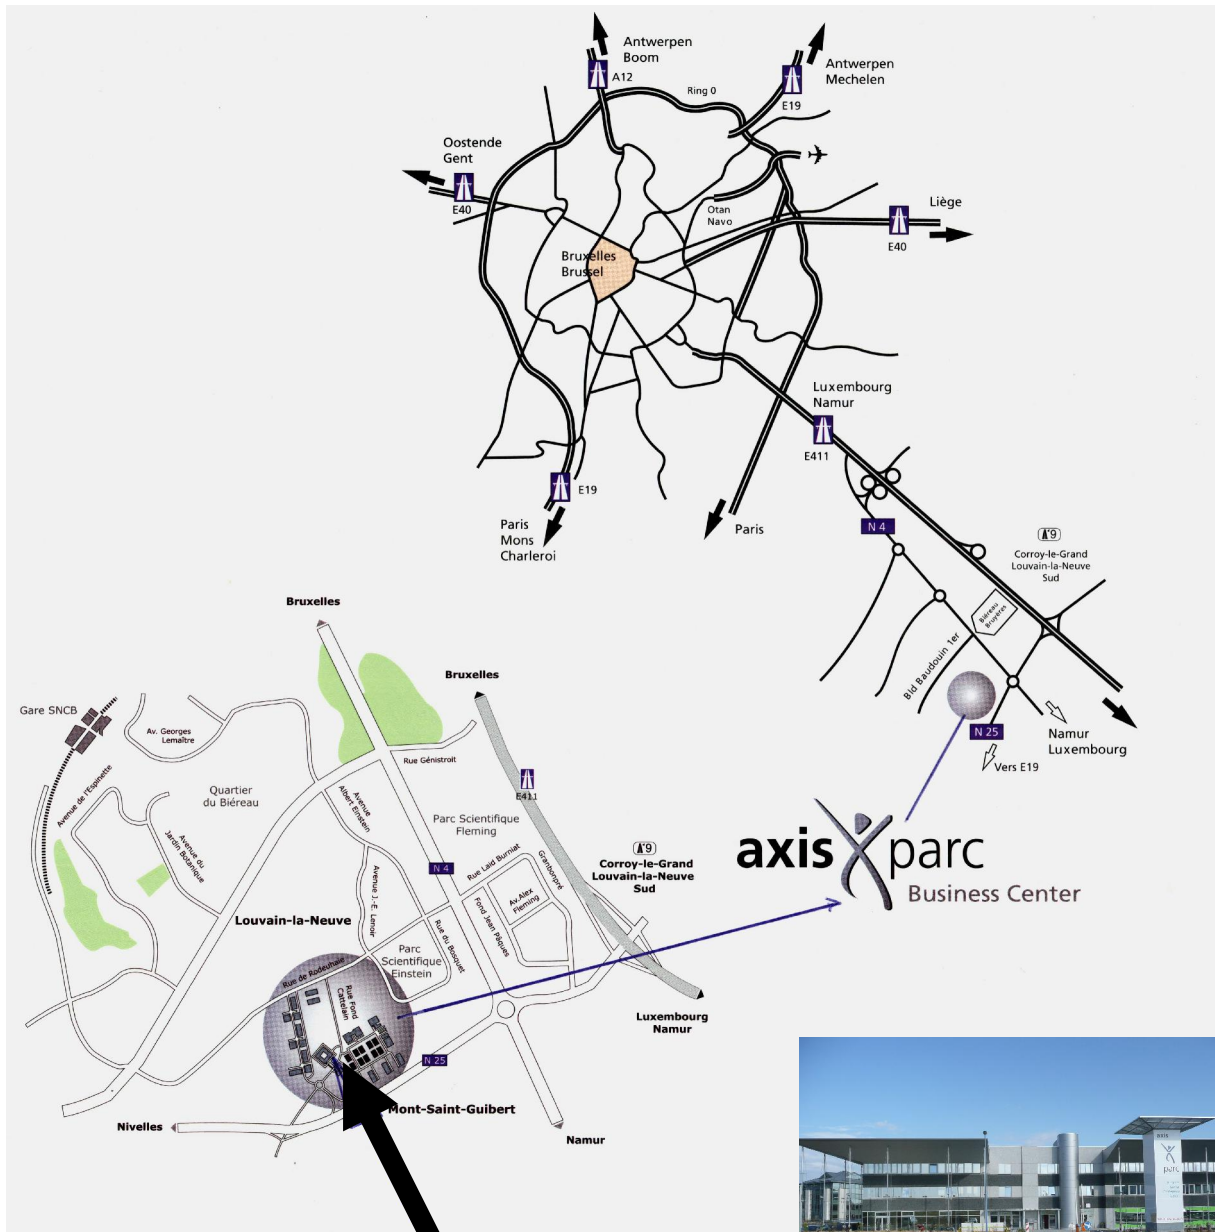 Antwerpen
Boom
A12
Ring 0
Antwerpen
Mechelen
E19
Oostende
Gent
E40
Otan
Navo
Liège
E40
Bruxelles
Brussel
Luxembourg
Namur
E411
E19
Paris
Mons
Charleroi
Paris
N 4
9
Corroy-le-Grand
Louvain-la-Neuve
Sud
Biéreau
Bruyères
Bld Baudouin 1er
N 25
Vers E19
Namur
Luxembourg
Bruxelles
Bruxelles
Gare SNCB
Av. Georges
Lemaître
Rue Génistroit
E411
Avenue de l'Espinette
Quartier
du Biéreau
Avenue
Albert Einstein
Parc Scientifique
Fleming
Avenue du
Jardin Botanique
N 4
Rue Laid Burniat
Granbonpré
9
Corroy-le-Grand
Louvain-la-Neuve
Sud
Avenue J.-E. Lenoir
Av.Alex
Fleming
Fond Jean Pâques
Louvain-la-Neuve
Rue du Bosquet
Parc
Scientifique
Einstein
Rue de Rodeuhaie
Rue Fond
Cattelain
Luxembourg
Namur
N 25
Mont-Saint-Guibert
Nivelles
Namur
axis parc
Business Center
axis
parc